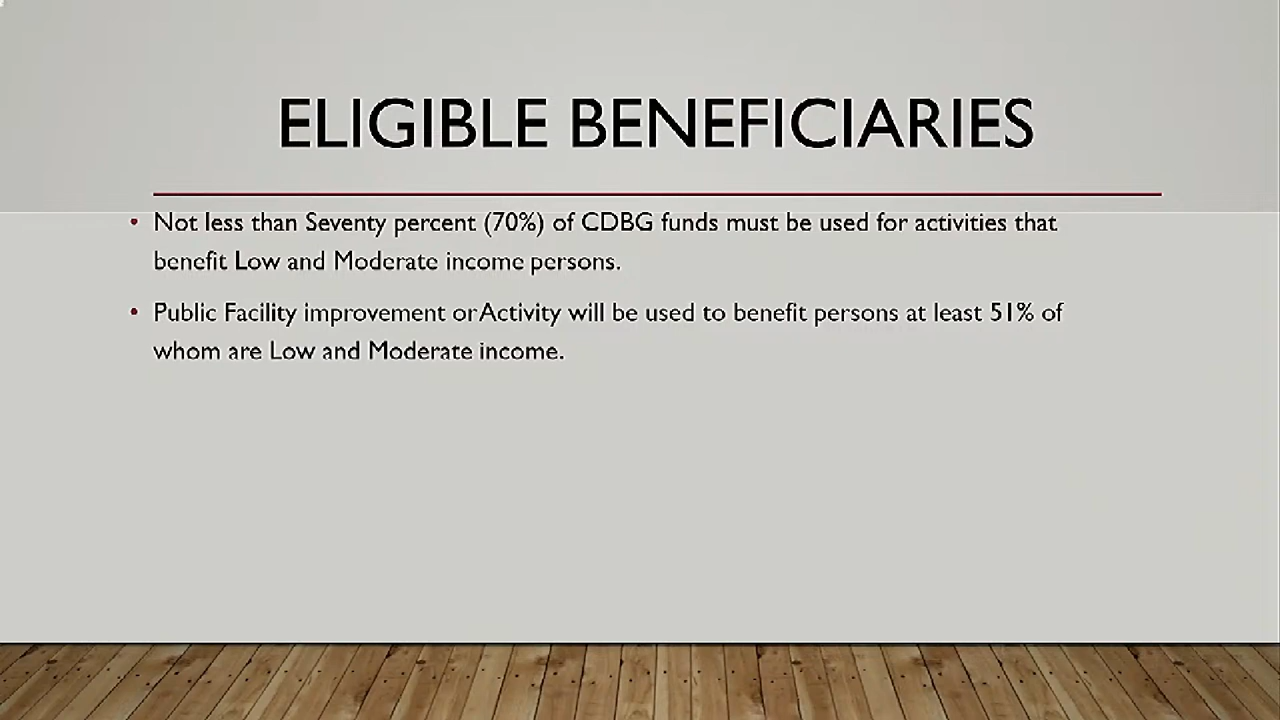 ELIGIBLE BENEFICIARIES
• Not less than Seventy percent (70%) of CDBG funds must be used for activities that
benefit Low and Moderate income persons.
• Public Facility improvement or Activity will be used to benefit persons at least 51% of
whom are Low and Moderate income.